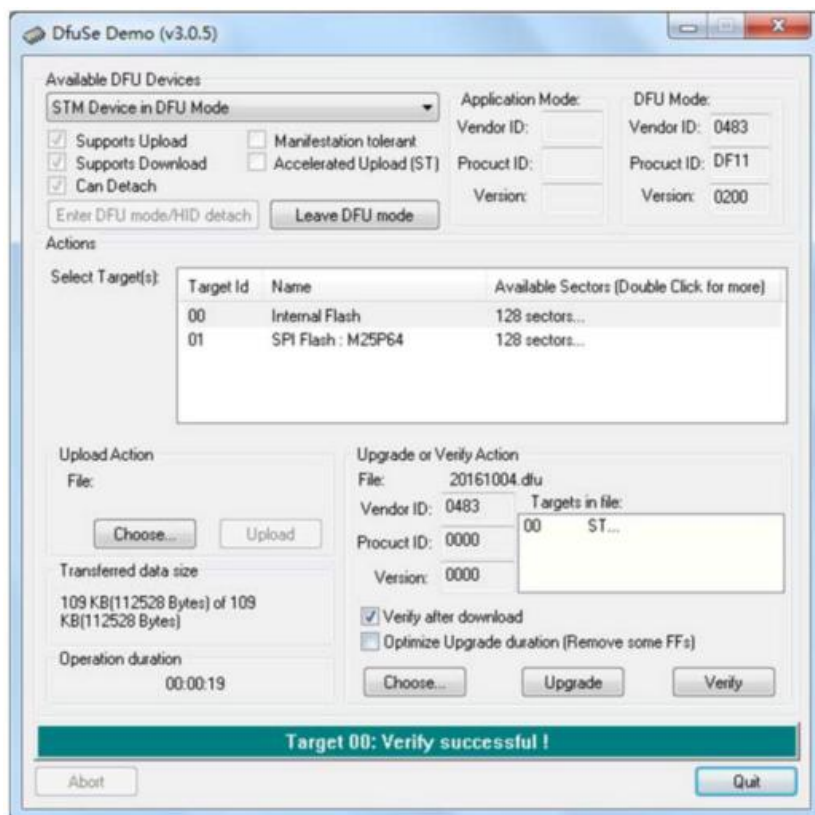 DfuSe Demo (v3.0.5)
Available DFU Devices
STM Device in DFU Mode
Supports Upload
Manifestation tolerant
Supports Download
Accelerated Upload (ST)
Can Detach
Enter DFU mode/HID detach
Leave DFU mode
Application Mode:
Vendor ID:
Procuct ID:
Version:
DFU Mode:
Vendor ID: 0483
Procuct ID: DF11
Version: 0200
Actions
Select Target(s):
Target Id Name Available Sectors (Double Click for more)
00 Internal Flash 128 sectors...
01 SPI Flash : M25P64 128 sectors...
Upload Action
File:
Choose... Upload
Transferred data size
109 KB(112528 Bytes) of 109
KB(112528 Bytes)
Operation duration
00:00:19
Upgrade or Verify Action
File: 20161004.dfu
Vendor ID: 0483
Procuct ID: 0000
Version: 0000
Targets in file:
00 ST...
Verify after download
Optimize Upgrade duration (Remove some FFs)
Choose... Upgrade Verify
Target 00: Verify successful !
Abort Quit